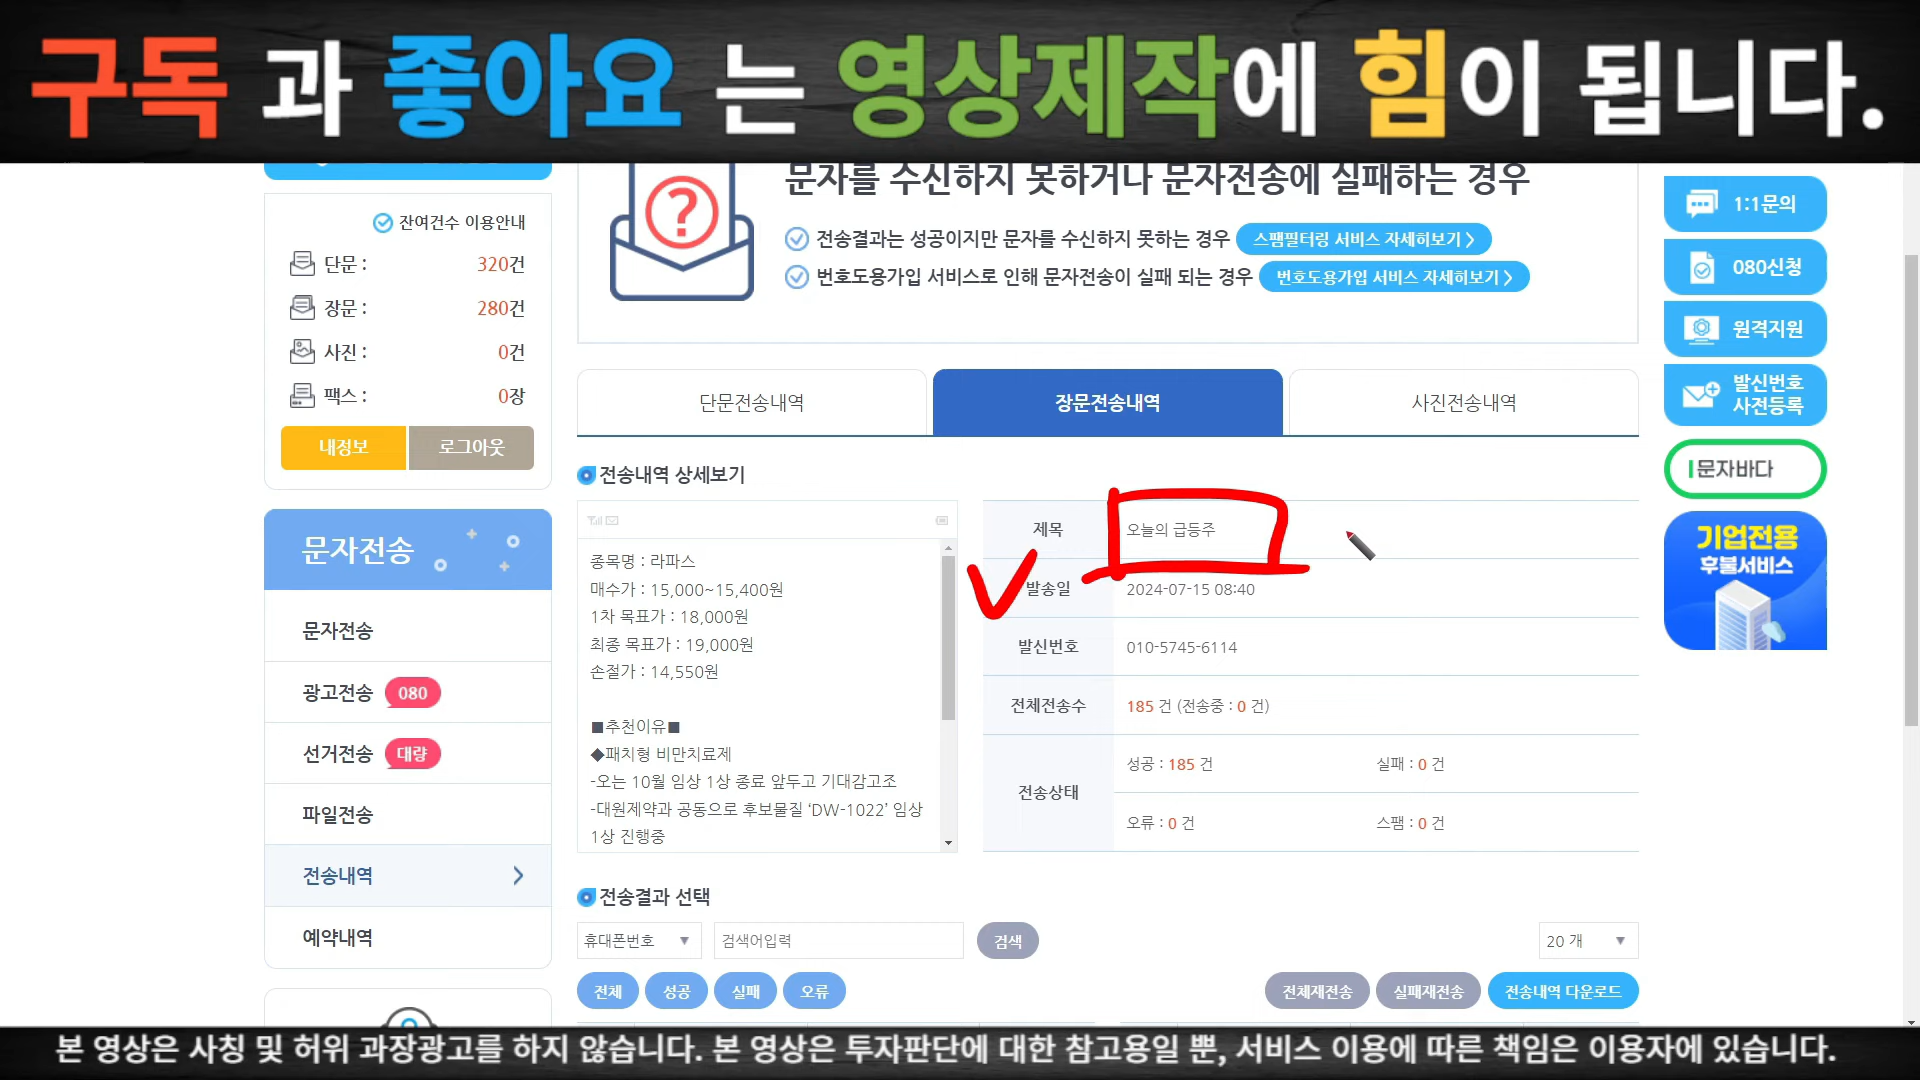 구독 과 좋아요 는 영상제작에 힘이 됩니다.
문자를 수신하지 못하거나 문자전송에 실패하는 경우
전송결과는 성공이지만 문자를 수신하지 못하는 경우 스팸필터링 서비스 자세히보기
번호도용가입 서비스로 인해 문자전송이 실패 되는 경우 번호도용가입 서비스 자세히보기
잔여건수 이용안내
단문 : 320건
장문 : 280건
사진 : 0건
팩스 : 0장
내정보 로그아웃
문자전송
문자전송
광고전송 080
선거전송 대량
파일전송
전송내역
예약내역
단문전송내역 장문전송내역 사진전송내역
전송내역 상세보기
종목명 : 라파스
매수가 : 15,000~15,400원
1차 목표가 : 18,000원
최종 목표가 : 19,000원
손절가 : 14,550원
■추천이유■
◆패치형 비만치료제
-오는 10월 임상 1상 종료 앞두고 기대감고조
-대원제약과 공동으로 후보물질 ‘DW-1022’ 임상
1상 진행중
제목 오늘의 급등주
발송일 2024-07-15 08:40
발신번호 010-5745-6114
전체전송수 185 건 (전송중 : 0 건)
전송상태
성공 : 185 건 실패 : 0 건
오류 : 0 건 스팸 : 0 건
전송결과 선택
휴대폰번호 ▼ 검색어입력 검색 20 개 ▼
전체 성공 실패 오류 전체재전송 실패재전송 전송내역 다운로드
1:1문의
080신청
원격지원
발신번호
사전등록
문자바다
기업전용
후불서비스
본 영상은 사칭 및 허위 과장광고를 하지 않습니다. 본 영상은 투자판단에 대한 참고용일 뿐, 서비스 이용에 따른 책임은 이용자에 있습니다.